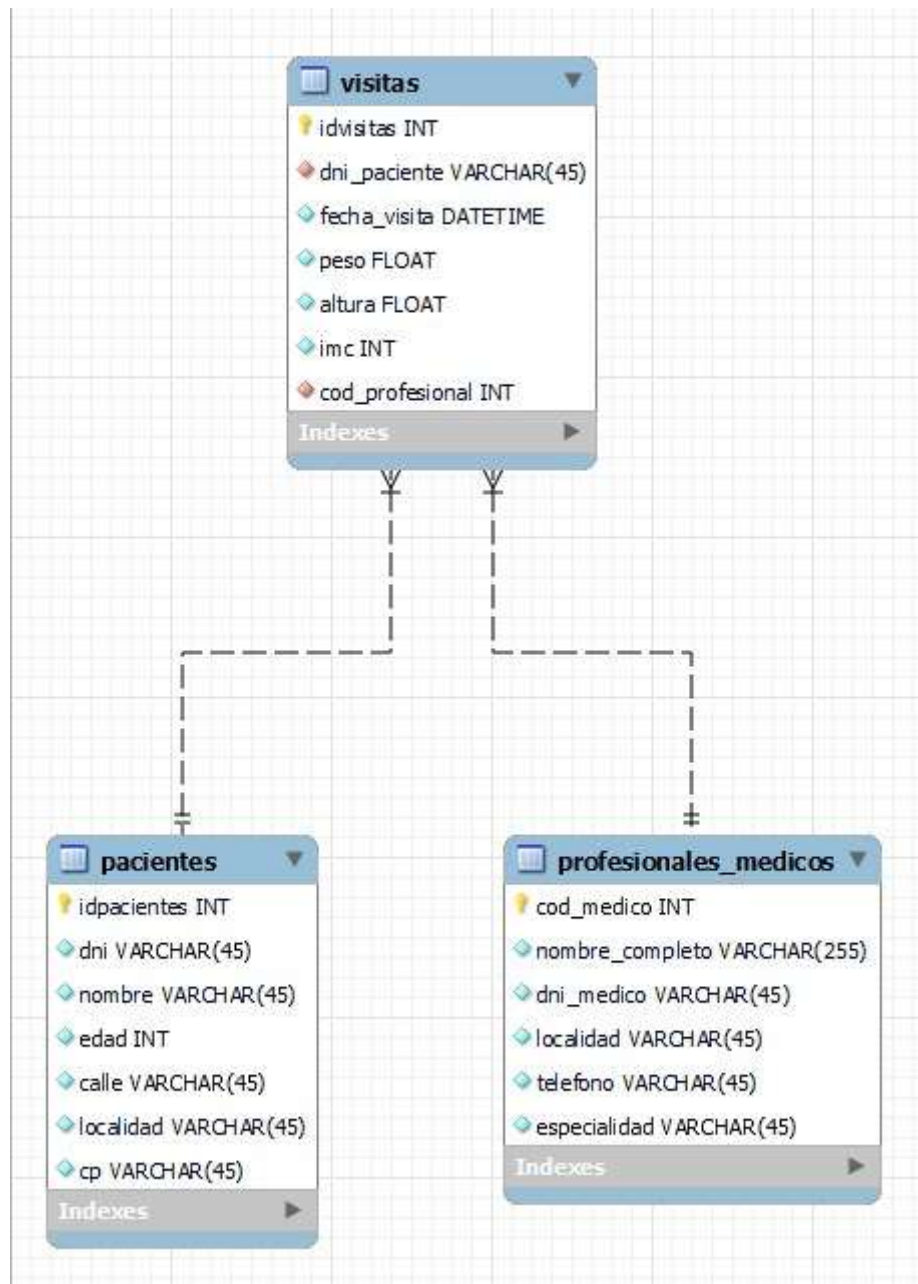 visitas
idvisitas INT
dni_paciente VARCHAR(45)
fecha_visita DATETIME
peso FLOAT
altura FLOAT
imc INT
cod_profesional INT
Indexes
pacientes
idpacientes INT
dni VARCHAR(45)
nombre VARCHAR(45)
edad INT
calle VARCHAR(45)
localidad VARCHAR(45)
cp VARCHAR(45)
Indexes
profesionales_medicos
cod_medico INT
nombre_completo VARCHAR(255)
dni_medico VARCHAR(45)
localidad VARCHAR(45)
telefono VARCHAR(45)
especialidad VARCHAR(45)
Indexes